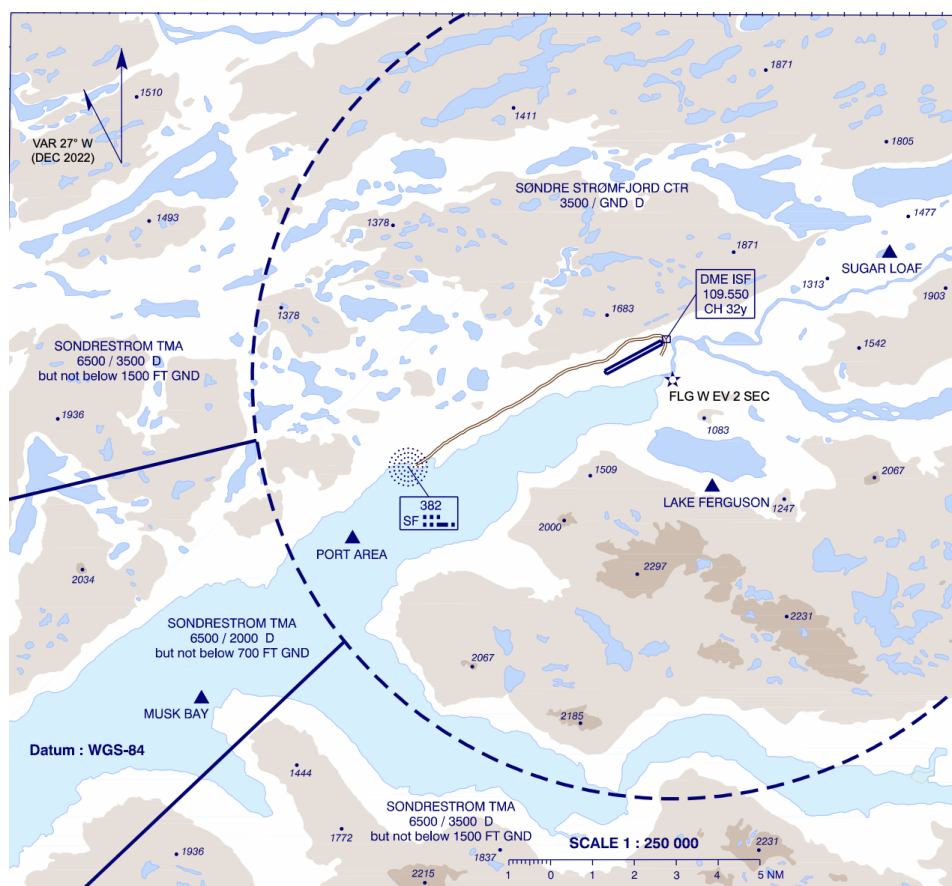 1871
1510
1411
VAR 27° W
(DEC 2022)
1805
SØNDRE STRØMFJORD CTR
3500 / GND D
1493
1378
1477
1871
SUGAR LOAF
DME ISF
109.550
CH 32y
1313
1903
1378
1683
SONDRESTROM TMA
6500 / 3500 D
but not below 1500 FT GND
1542
FLG W EV 2 SEC
1936
1083
1509
2067
LAKE FERGUSON
1247
382
SF
2000
PORT AREA
2034
2297
2231
SONDRESTROM TMA
6500 / 2000 D
but not below 700 FT GND
2067
MUSK BAY
2185
Datum : WGS-84
1444
SONDRESTROM TMA
6500 / 3500 D
but not below 1500 FT GND
1772
SCALE 1 : 250 000
2231
1936
1837
2215
1 0 1 2 3 4 5 NM